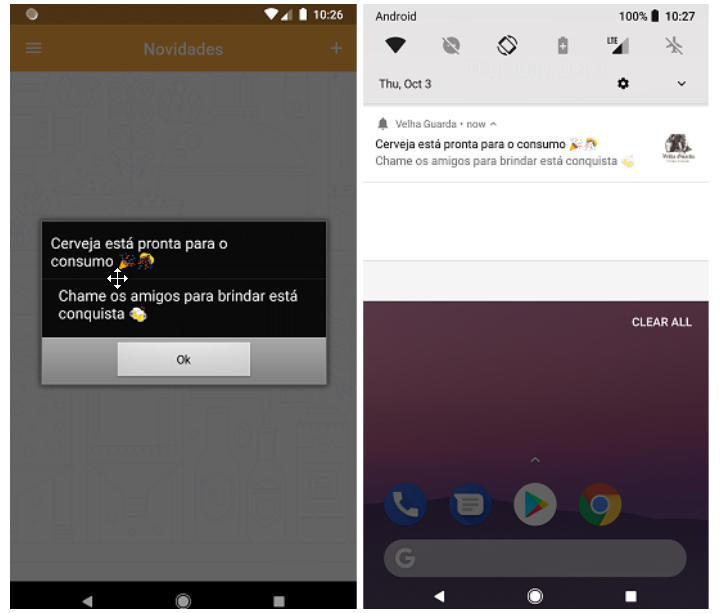 10:26
Novidades
Cerveja está pronta para o
consumo 🎉🎊
Chame os amigos para brindar está
conquista 🍻
Ok
Android
100% 10:27
LTE
Thu, Oct 3
Velha Guarda • now
Cerveja está pronta para o consumo 🎉🎊
Chame os amigos para brindar está conquista 🍻
Velha Guarda
CLEAR ALL
G